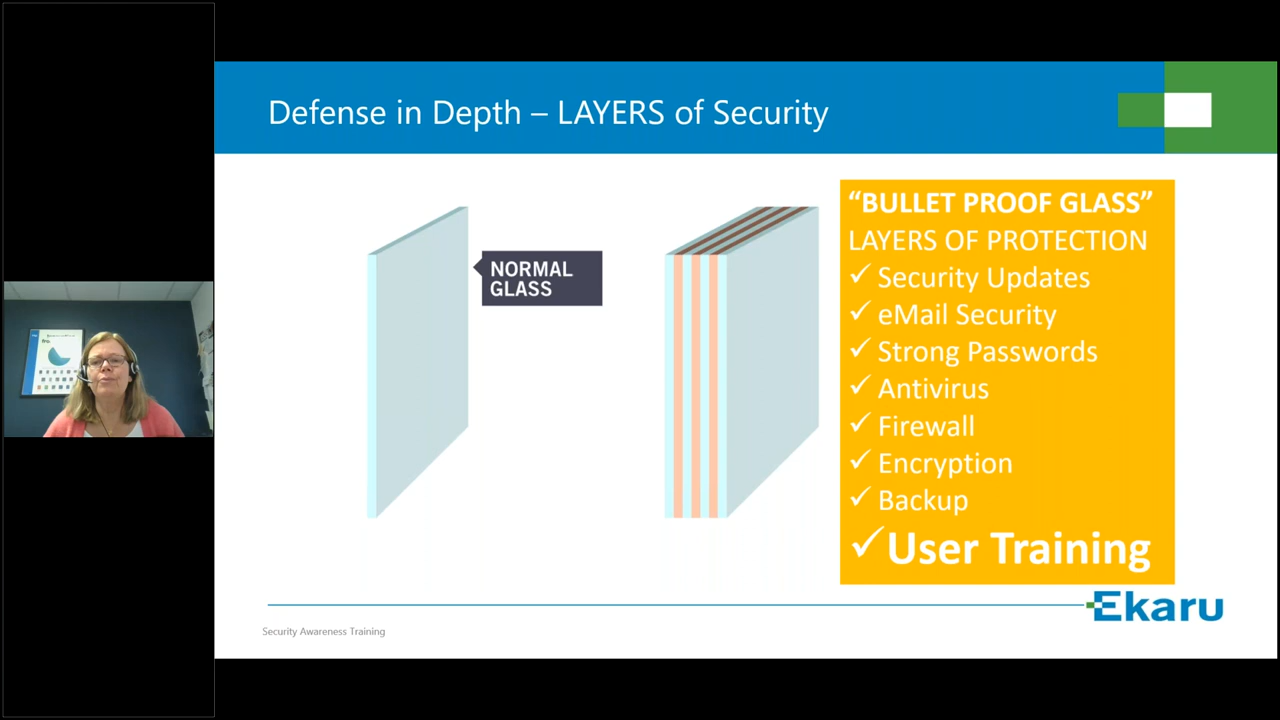 Defense in Depth – LAYERS of Security
NORMAL
GLASS
“BULLET PROOF GLASS”
LAYERS OF PROTECTION
✓ Security Updates
✓ eMail Security
✓ Strong Passwords
✓ Antivirus
✓ Firewall
✓ Encryption
✓ Backup
✓ User Training
Ekaru
Security Awareness Training